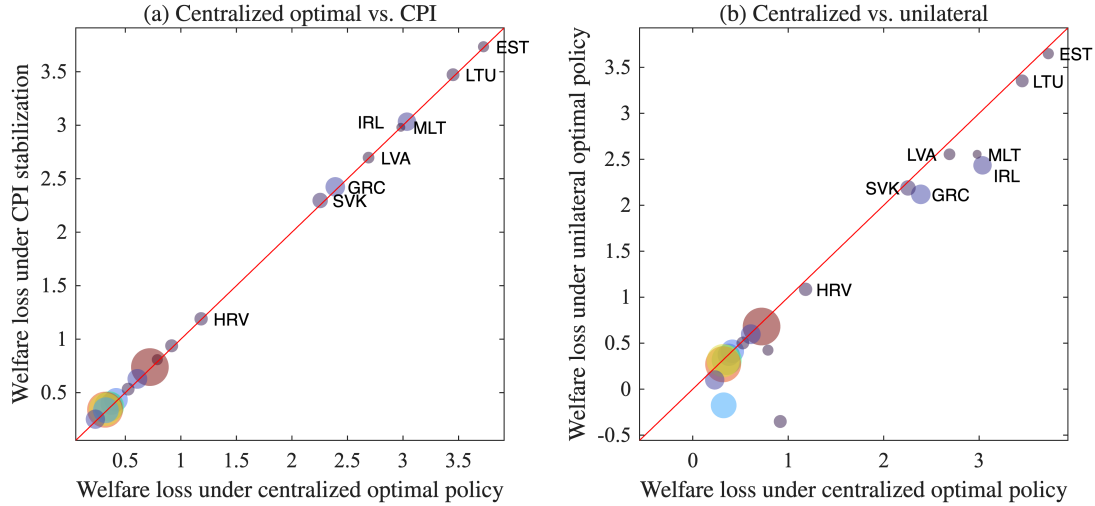 (a) Centralized optimal vs. CPI
Welfare loss under CPI stabilization
3.5
3
2.5
2
1.5
1
0.5
EST
LTU
IRL
MLT
LVA
GRC
SVK
HRV
0.5
1
1.5
2
2.5
3
3.5
Welfare loss under centralized optimal policy
(b) Centralized vs. unilateral
Welfare loss under unilateral optimal policy
3.5
3
2.5
2
1.5
1
0.5
0
-0.5
EST
LTU
LVA
MLT
IRL
SVK
GRC
HRV
0
1
2
3
Welfare loss under centralized optimal policy